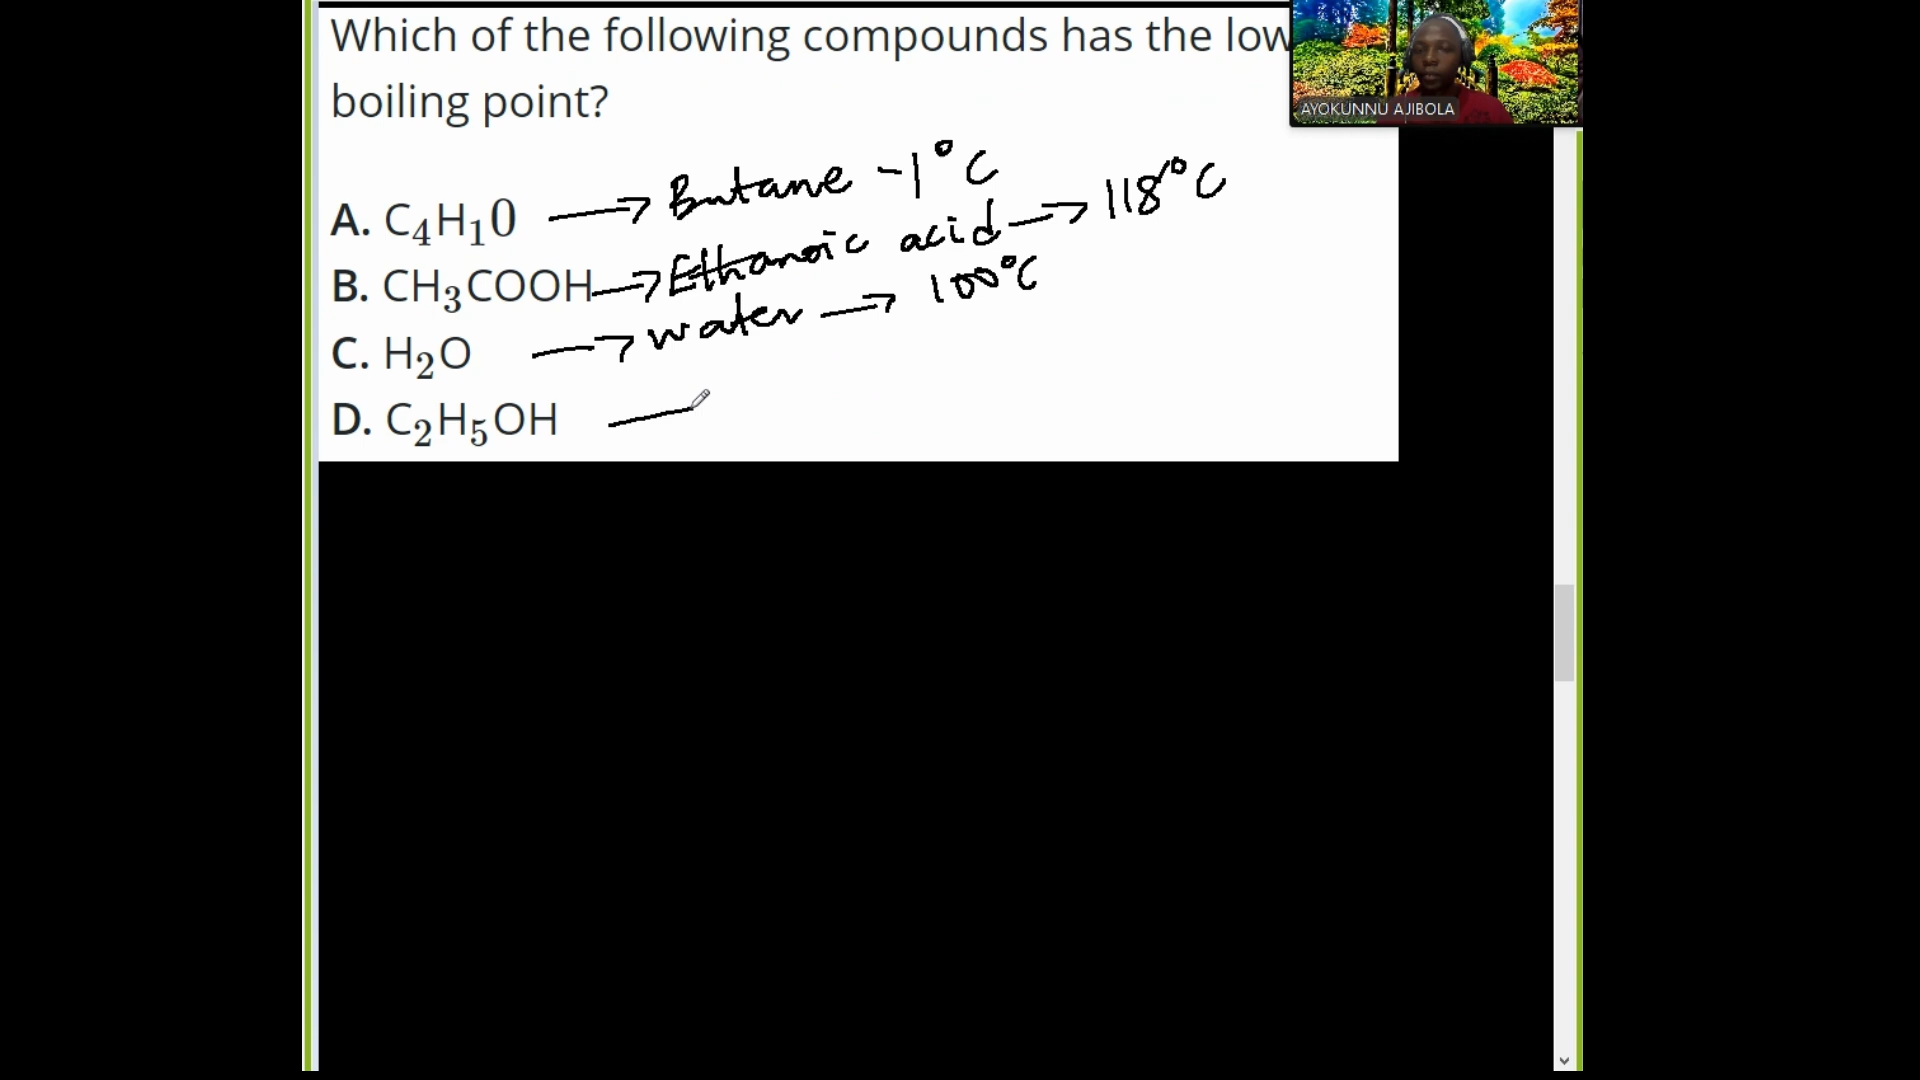 Which of the following compounds has the low
boiling point?
AYOKUNNU AJIBOLA
A. C₄H₁0 → Butane -1°C
B. CH₃COOH → Ethanoic acid → 118°C
C. H₂O → water → 100°C
D. C₂H₅OH